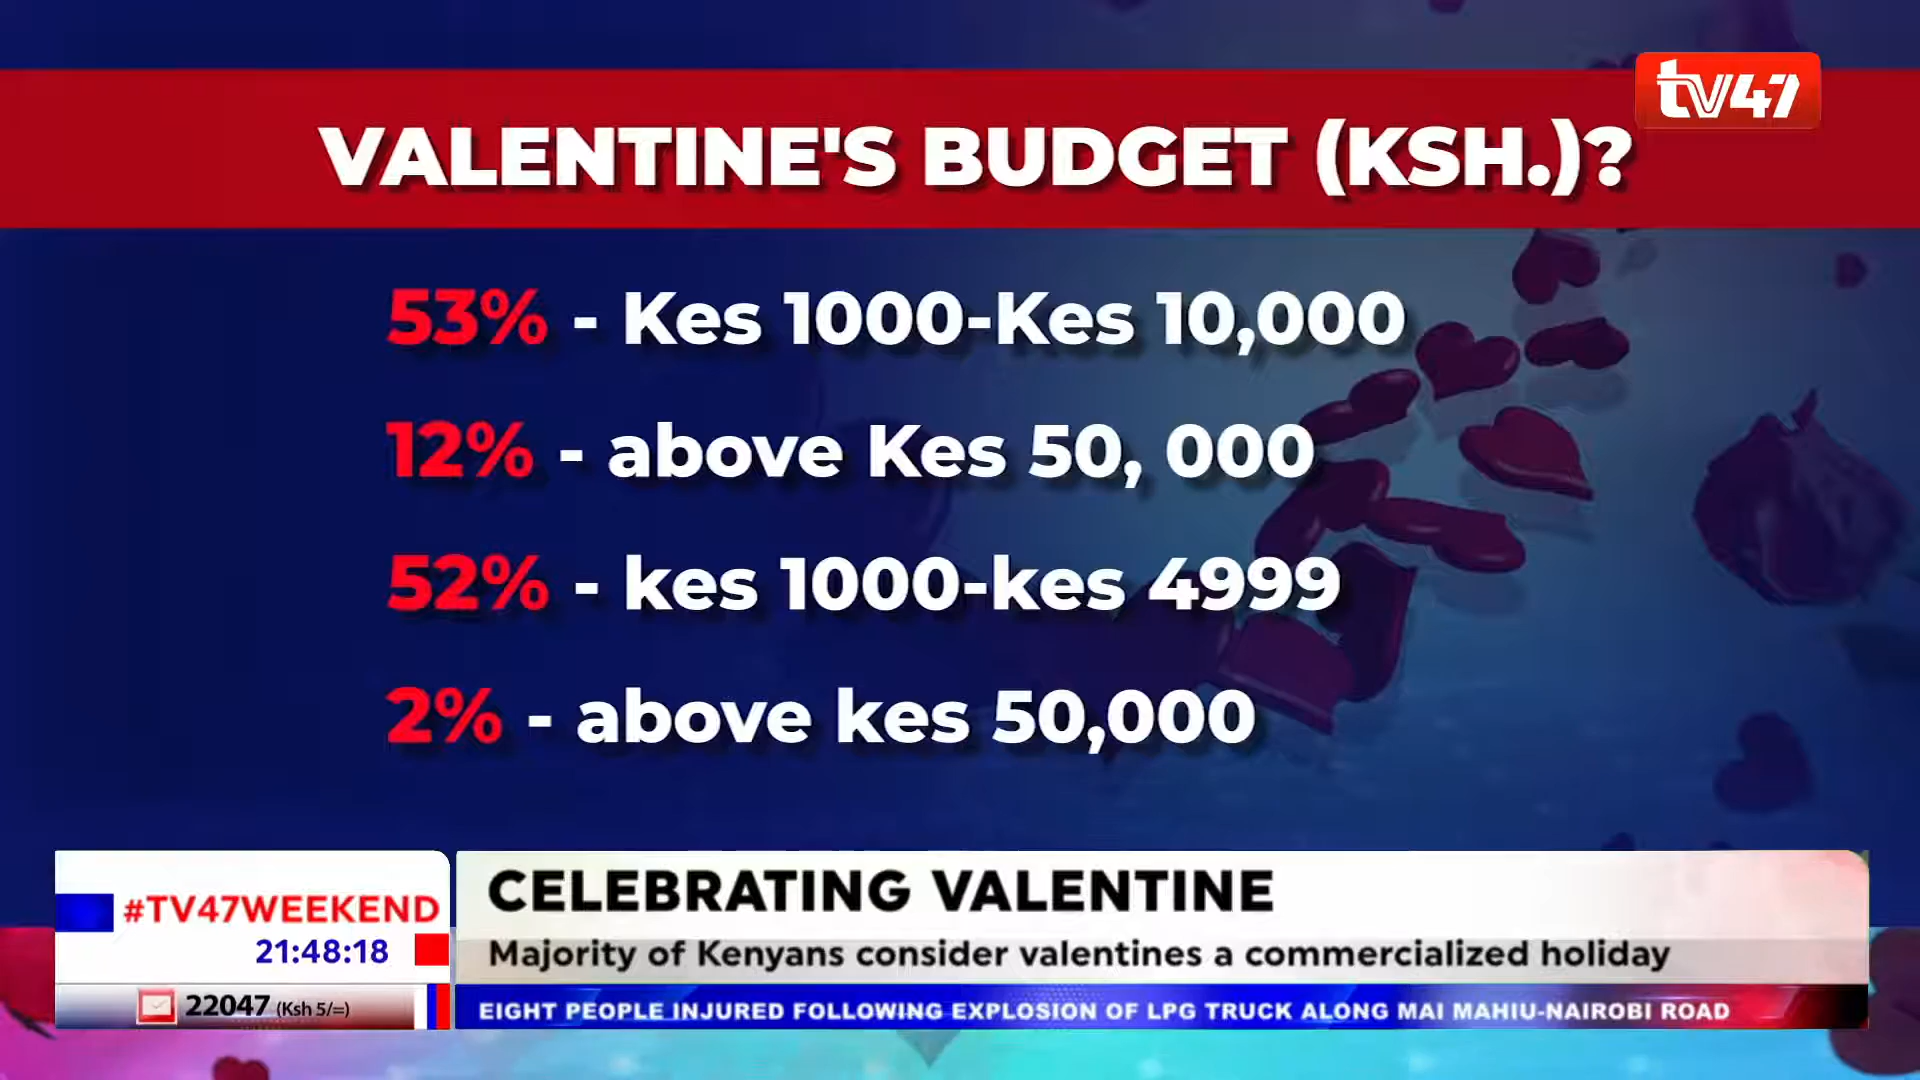 tv47
VALENTINE'S BUDGET (KSH.)?
53% - Kes 1000-Kes 10,000
12% - above Kes 50, 000
52% - kes 1000-kes 4999
2% - above kes 50,000
#TV47WEEKEND
21:48:18
22047 (Ksh 5/=)
CELEBRATING VALENTINE
Majority of Kenyans consider valentines a commercialized holiday
EIGHT PEOPLE INJURED FOLLOWING EXPLOSION OF LPG TRUCK ALONG MAI MAHIU-NAIROBI ROAD